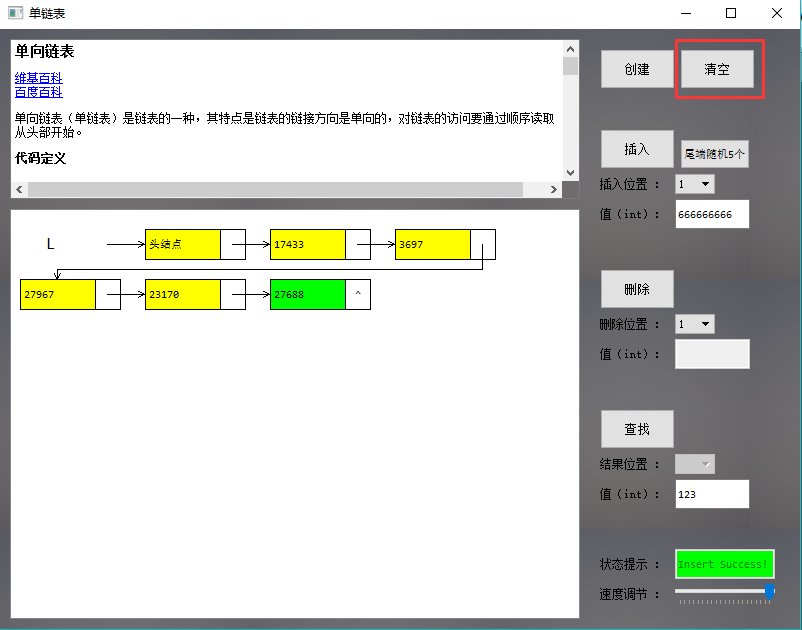 单链表
单向链表
维基百科
百度百科
单向链表（单链表）是链表的一种，其特点是链表的链接方向是单向的，对链表的访问要通过顺序读取
从头部开始。
代码定义
L
头结点
17433
3697
27967
23170
27688
^
创建
清空
插入
尾端随机5个
插入位置 ：
1
值（int）：
666666666
删除
删除位置 ：
1
值（int）：
查找
结果位置 ：
值（int）：
123
状态提示 ：
Insert Success!
速度调节 ：